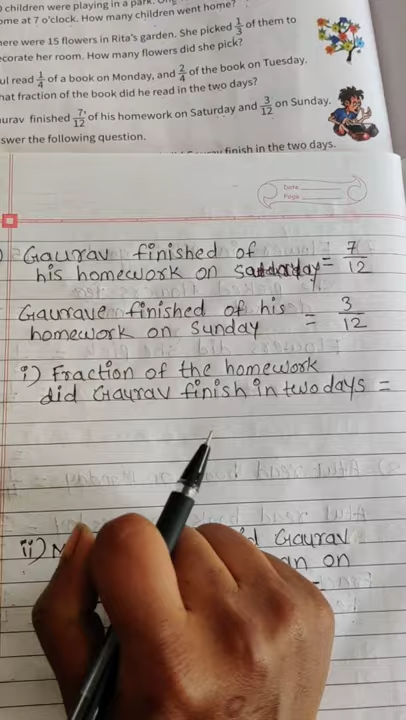 children were playing in a park.
me at 7 o'clock. How many children went home?
ere were 15 flowers in Rita's garden. She picked 1/3 of them to
ecorate her room. How many flowers did she pick?
ul read 1/4 of a book on Monday, and 2/4 of the book on Tuesday.
hat fraction of the book did he read in the two days?
urav finished 7/12 of his homework on Saturday and 3/12 on Sunday.
swer the following question.
finish in the two days.
Date
Page
Gaurav finished of
his homework on = 7/12
Gaurave finished of his
homework on Sunday = 3/12
i) Fraction of the homework
did Gaurav finish in two days =
ii) Gaurav
an on